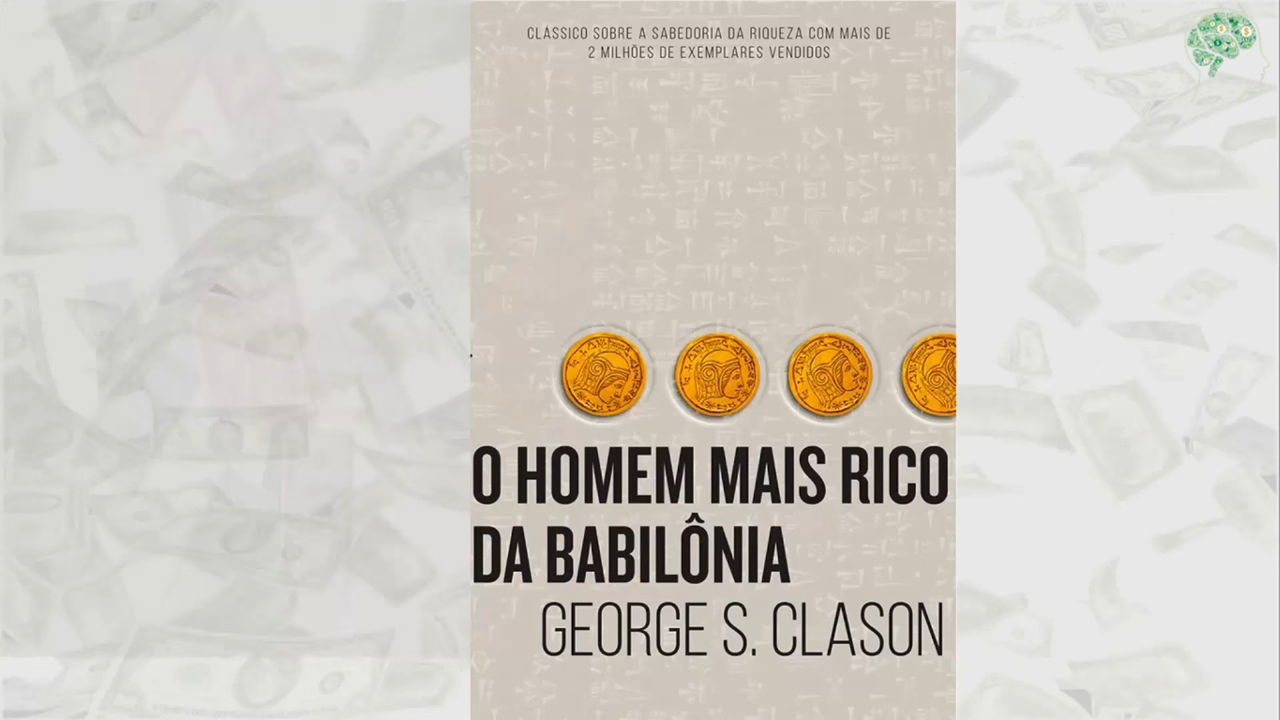 CLÁSSICO SOBRE A SABEDORIA DA RIQUEZA COM MAIS DE
2 MILHÕES DE EXEMPLARES VENDIDOS
O HOMEM MAIS RICO
DA BABILÔNIA
GEORGE S. CLASON